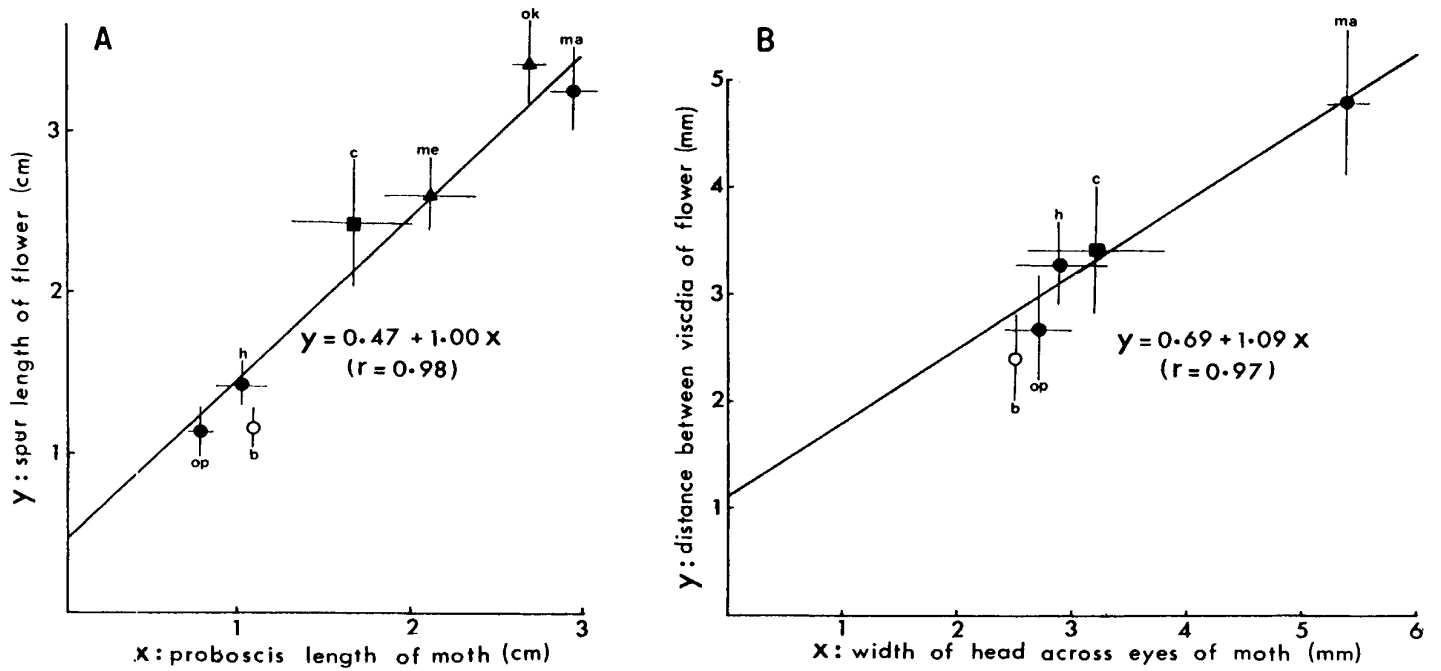 A
ok
ma
c
me
h
op
b
3
2
1
y: spur length of flower (cm)
y = 0.47 + 1.00 x
(r = 0.98)
1
2
3
x: proboscis length of moth (cm)
B
ma
c
h
op
b
5
4
3
2
1
y: distance between viscdia of flower (mm)
y = 0.69 + 1.09 x
(r = 0.97)
1
2
3
4
5
6
x: width of head across eyes of moth (mm)